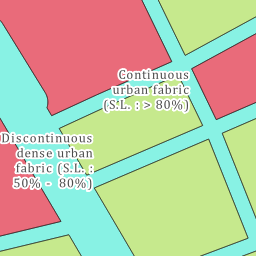 Continuous
urban fabric
(S.L. : > 80%)
Discontinuous
dense urban
fabric (S.L. :
50% - 80%)